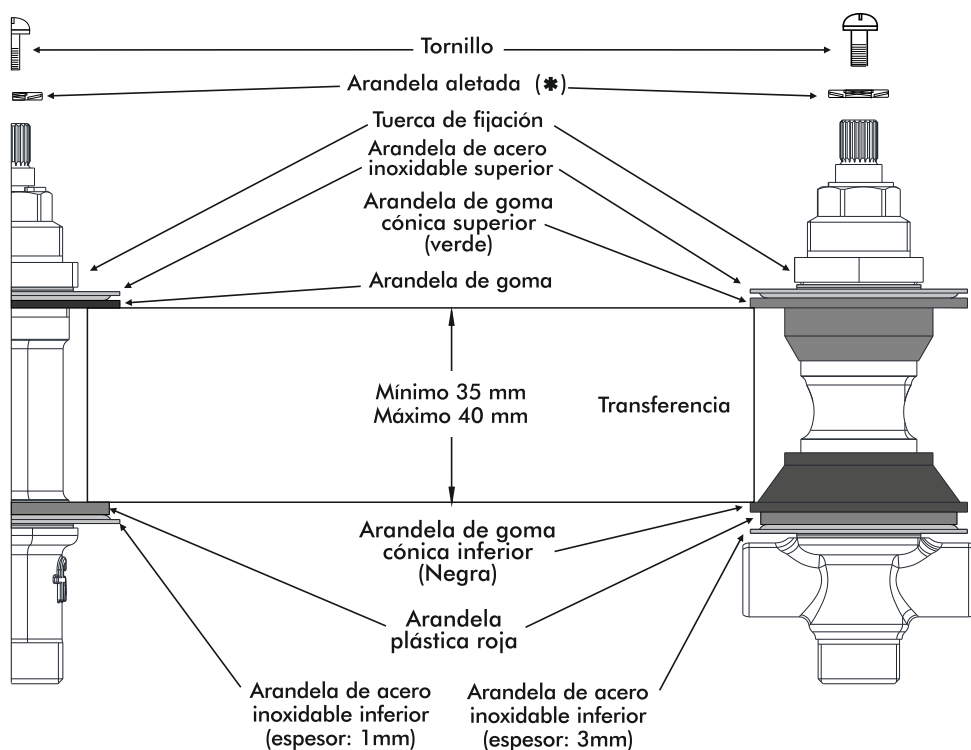 Tornillo
Arandela aletada (✱)
Tuerca de fijación
Arandela de acero
inoxidable superior
Arandela de goma
cónica superior
(verde)
Arandela de goma
Mínimo 35 mm
Máximo 40 mm
Transferencia
Arandela de goma
cónica inferior
(Negra)
Arandela
plástica roja
Arandela de acero
inoxidable inferior
(espesor: 1mm)
Arandela de acero
inoxidable inferior
(espesor: 3mm)